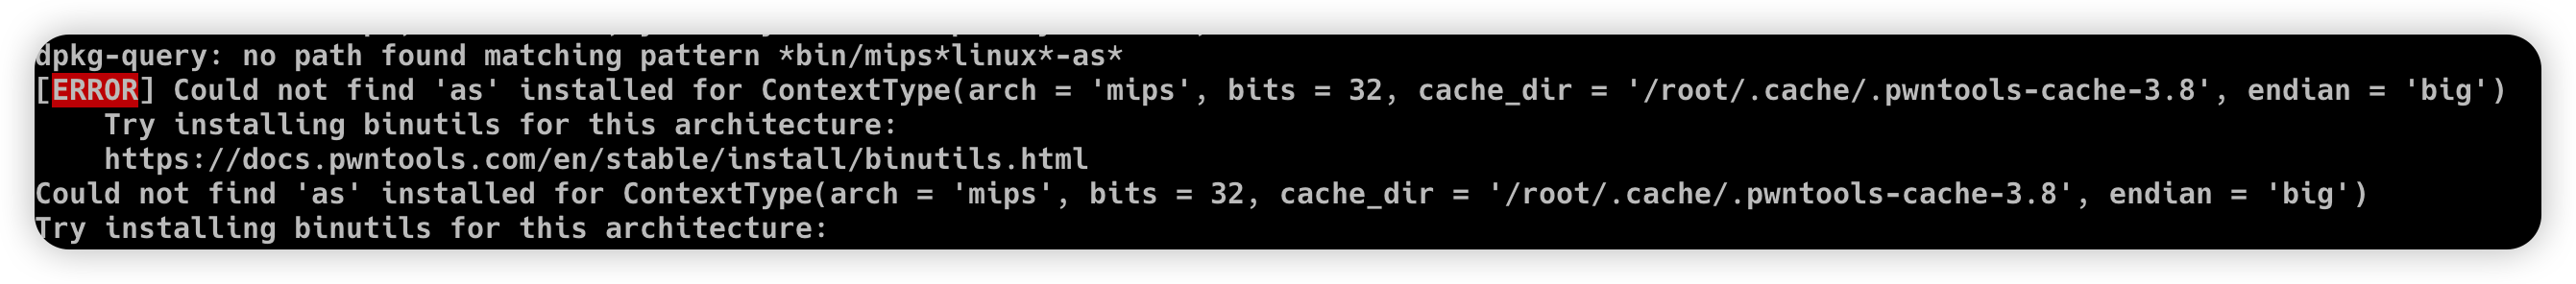 dpkg-query: no path found matching pattern *bin/mips*linux*-as*
[ERROR] Could not find 'as' installed for ContextType(arch = 'mips', bits = 32, cache_dir = '/root/.cache/.pwntools-cache-3.8', endian = 'big')
    Try installing binutils for this architecture:
    https://docs.pwntools.com/en/stable/install/binutils.html
Could not find 'as' installed for ContextType(arch = 'mips', bits = 32, cache_dir = '/root/.cache/.pwntools-cache-3.8', endian = 'big')
Try installing binutils for this architecture: